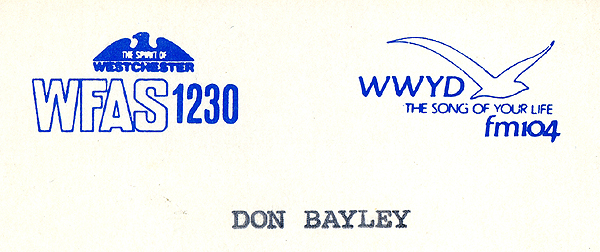 THE SPIRIT OF
WESTCHESTER
WFAS 1230
WWYD
THE SONG OF YOUR LIFE
fm104
DON BAYLEY